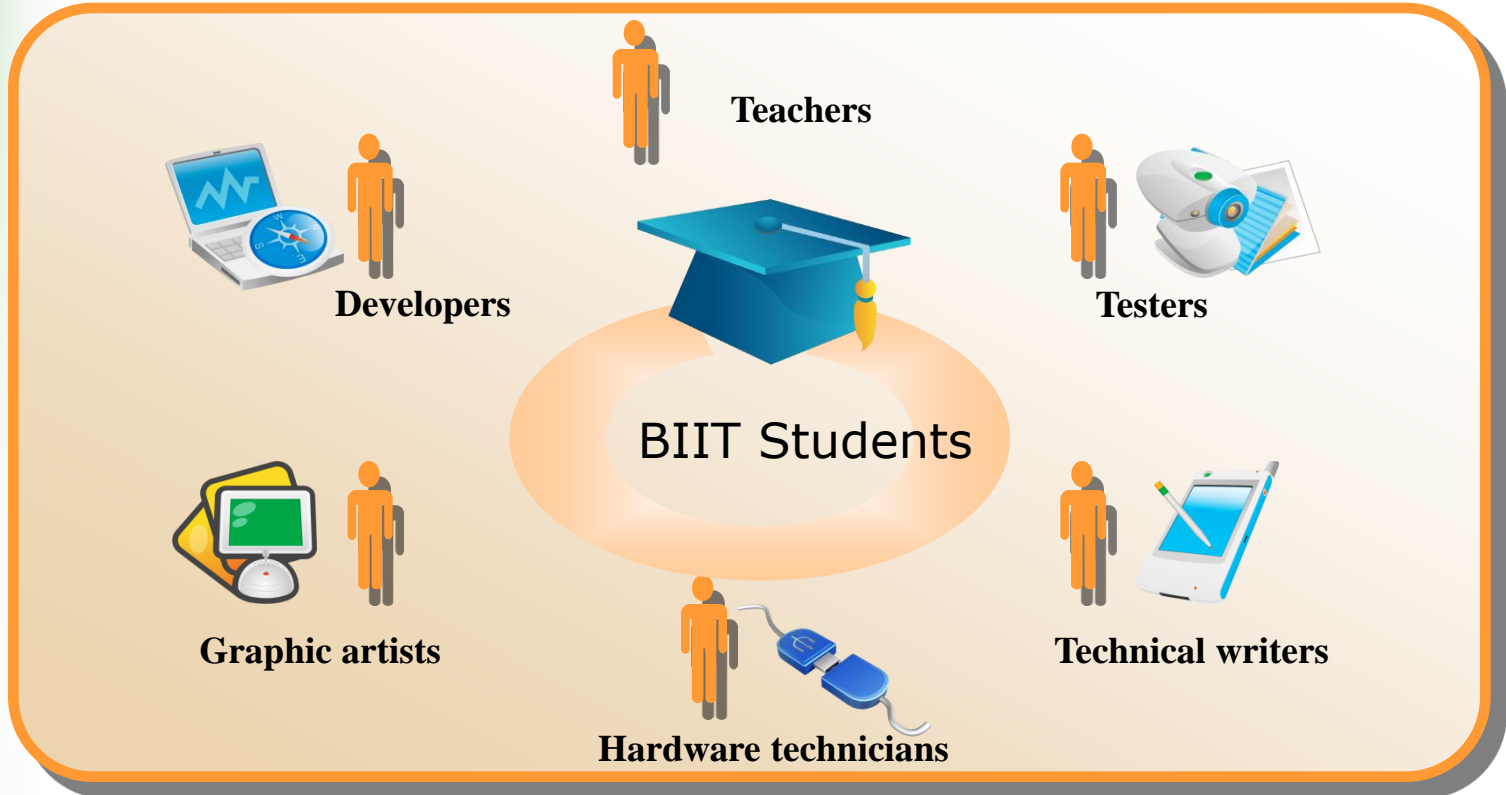 Teachers
Developers
Testers
BIIT Students
Graphic artists
Technical writers
Hardware technicians